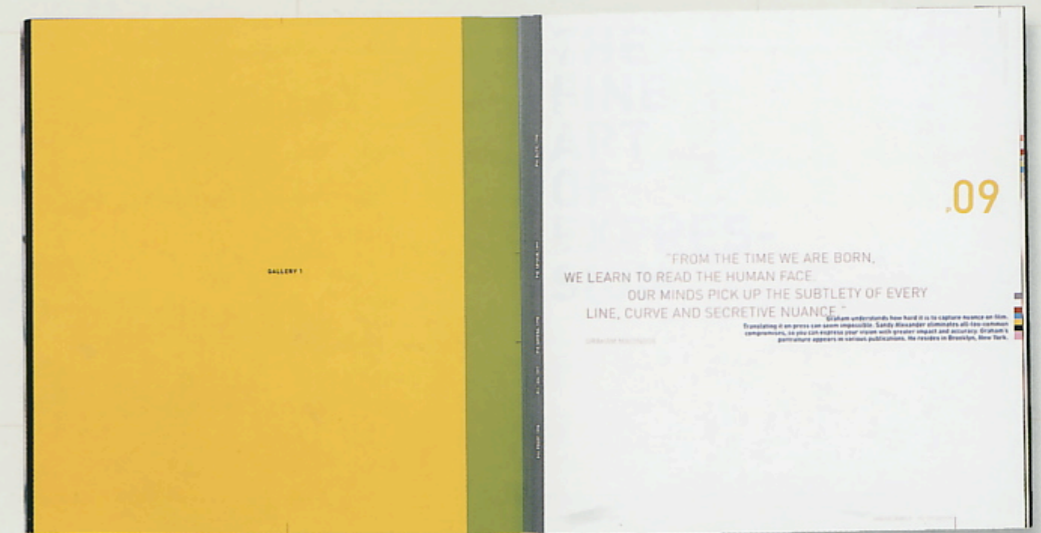 GALLERY 1
P.09
"FROM THE TIME WE ARE BORN,
WE LEARN TO READ THE HUMAN FACE.
OUR MINDS PICK UP THE SUBTLETY OF EVERY
LINE, CURVE AND SECRETIVE NUANCE."
Graham understands how hard it is to capture nuance on film.
Translating it on press can seem impossible. Sandy Alexander eliminates all-too-common
compromises, so you can express your vision with greater impact and accuracy. Graham's
portraiture appears in various publications. He resides in Brooklyn, New York.